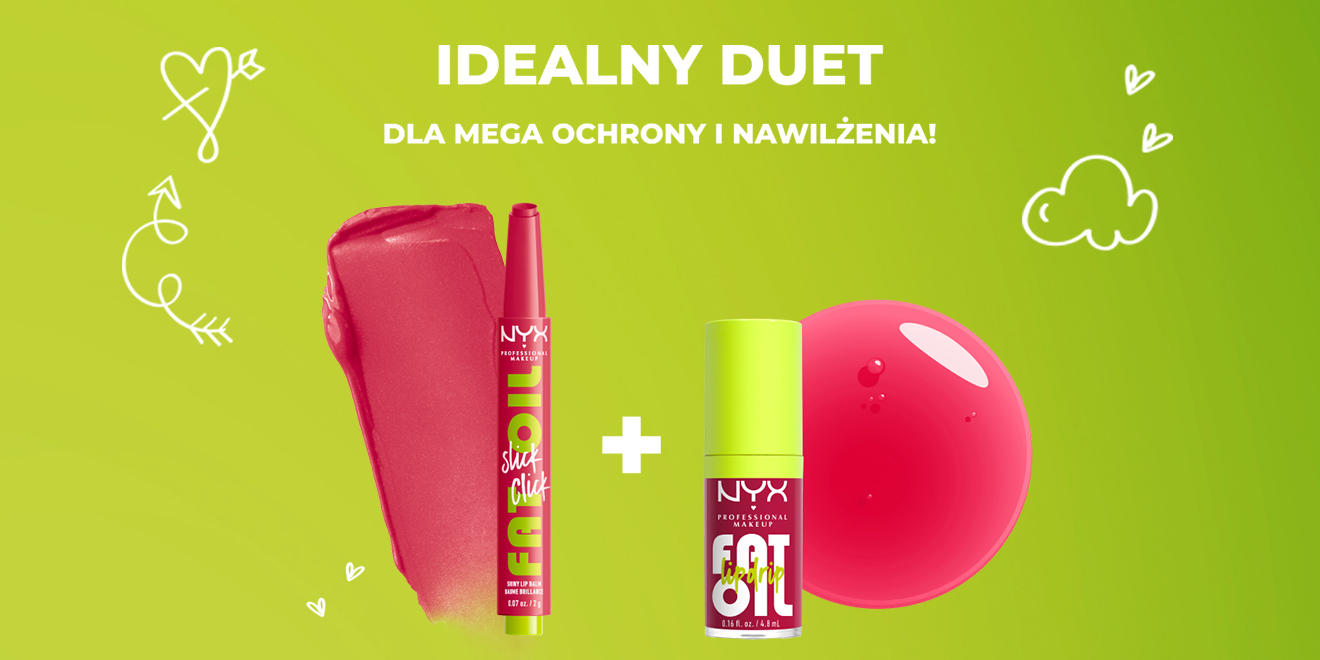 IDEALNY DUET
DLA MEGA OCHRONY I NAWILŻENIA!
NYX
PROFESSIONAL
MAKEUP
FAT OIL
slick
click
SHINY LIP BALM
BAUME BRILLANCE
0.07 oz. / 2 g
+
NYX
PROFESSIONAL
MAKEUP
FAT
lip drip
OIL
0.16 fl. oz. / 4.8 mL